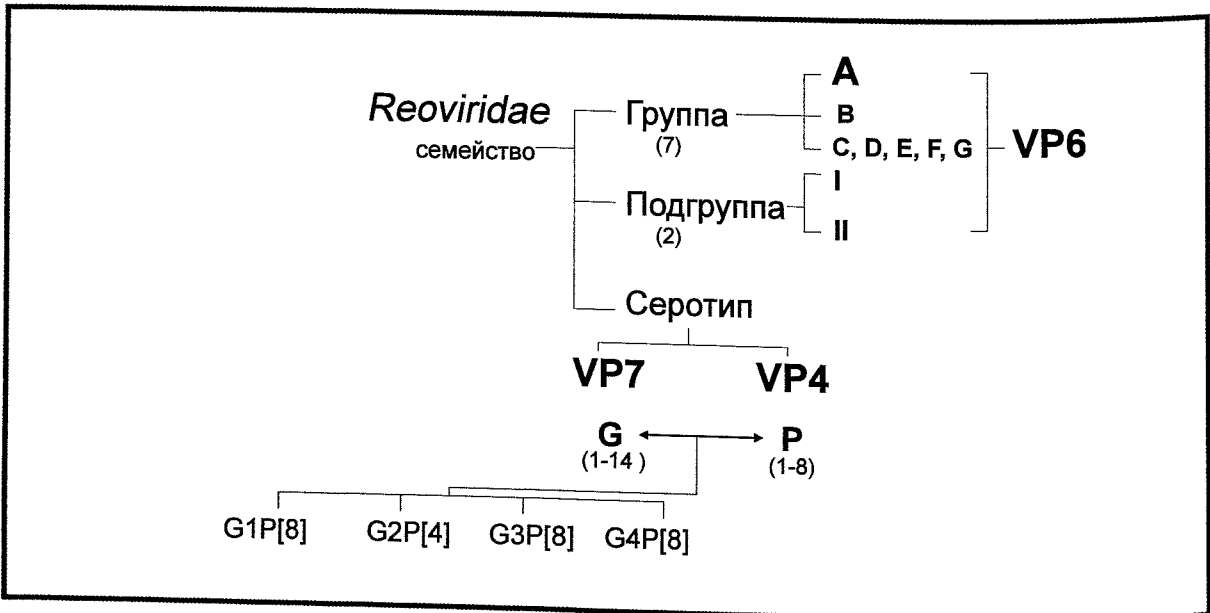 Reoviridae
семейство
Группа
(7)
A
B
C, D, E, F, G
VP6
Подгруппа
(2)
I
II
Серотип
VP7 VP4
G P
(1-14 ) (1-8)
G1P[8] G2P[4] G3P[8] G4P[8]